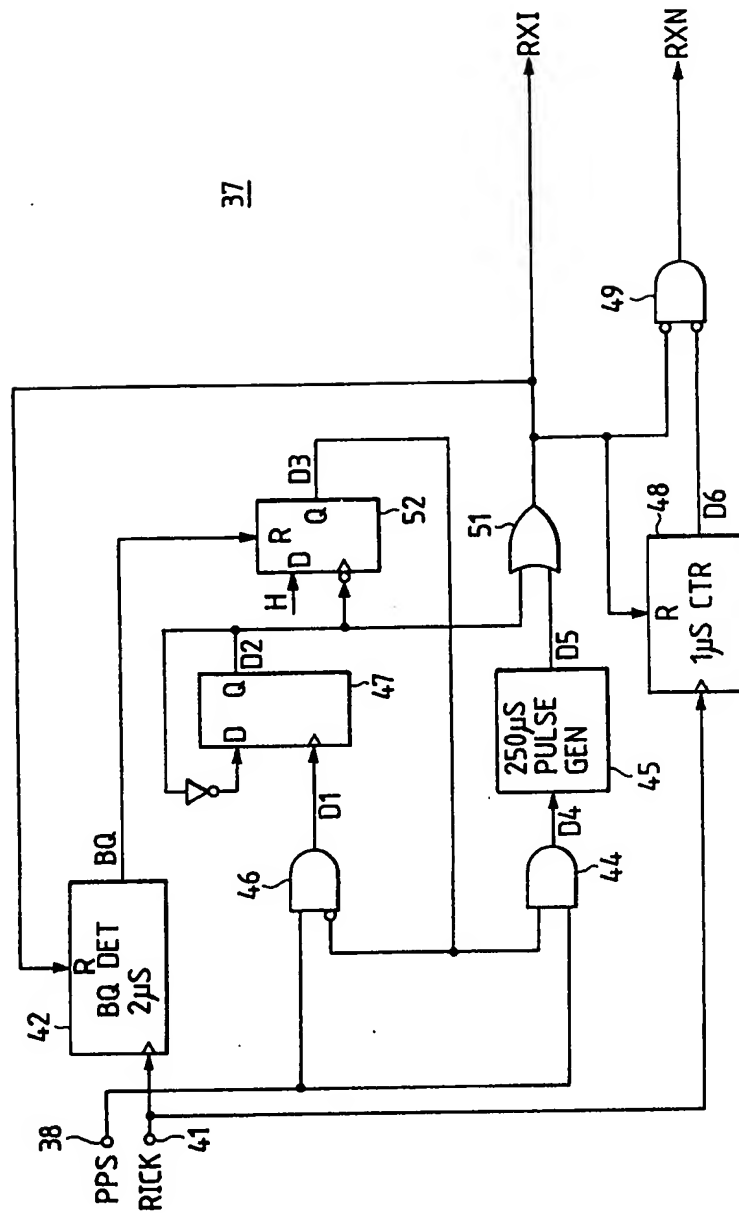 37
PPS
38
RICK
41
42
R
BQ DET
2µS
BQ
46
D1
D
Q
D2
47
H
D
R
Q
D3
52
44
D4
250µS
PULSE
GEN
45
D5
51
RXI
R
1µS CTR
48
D6
49
RXN